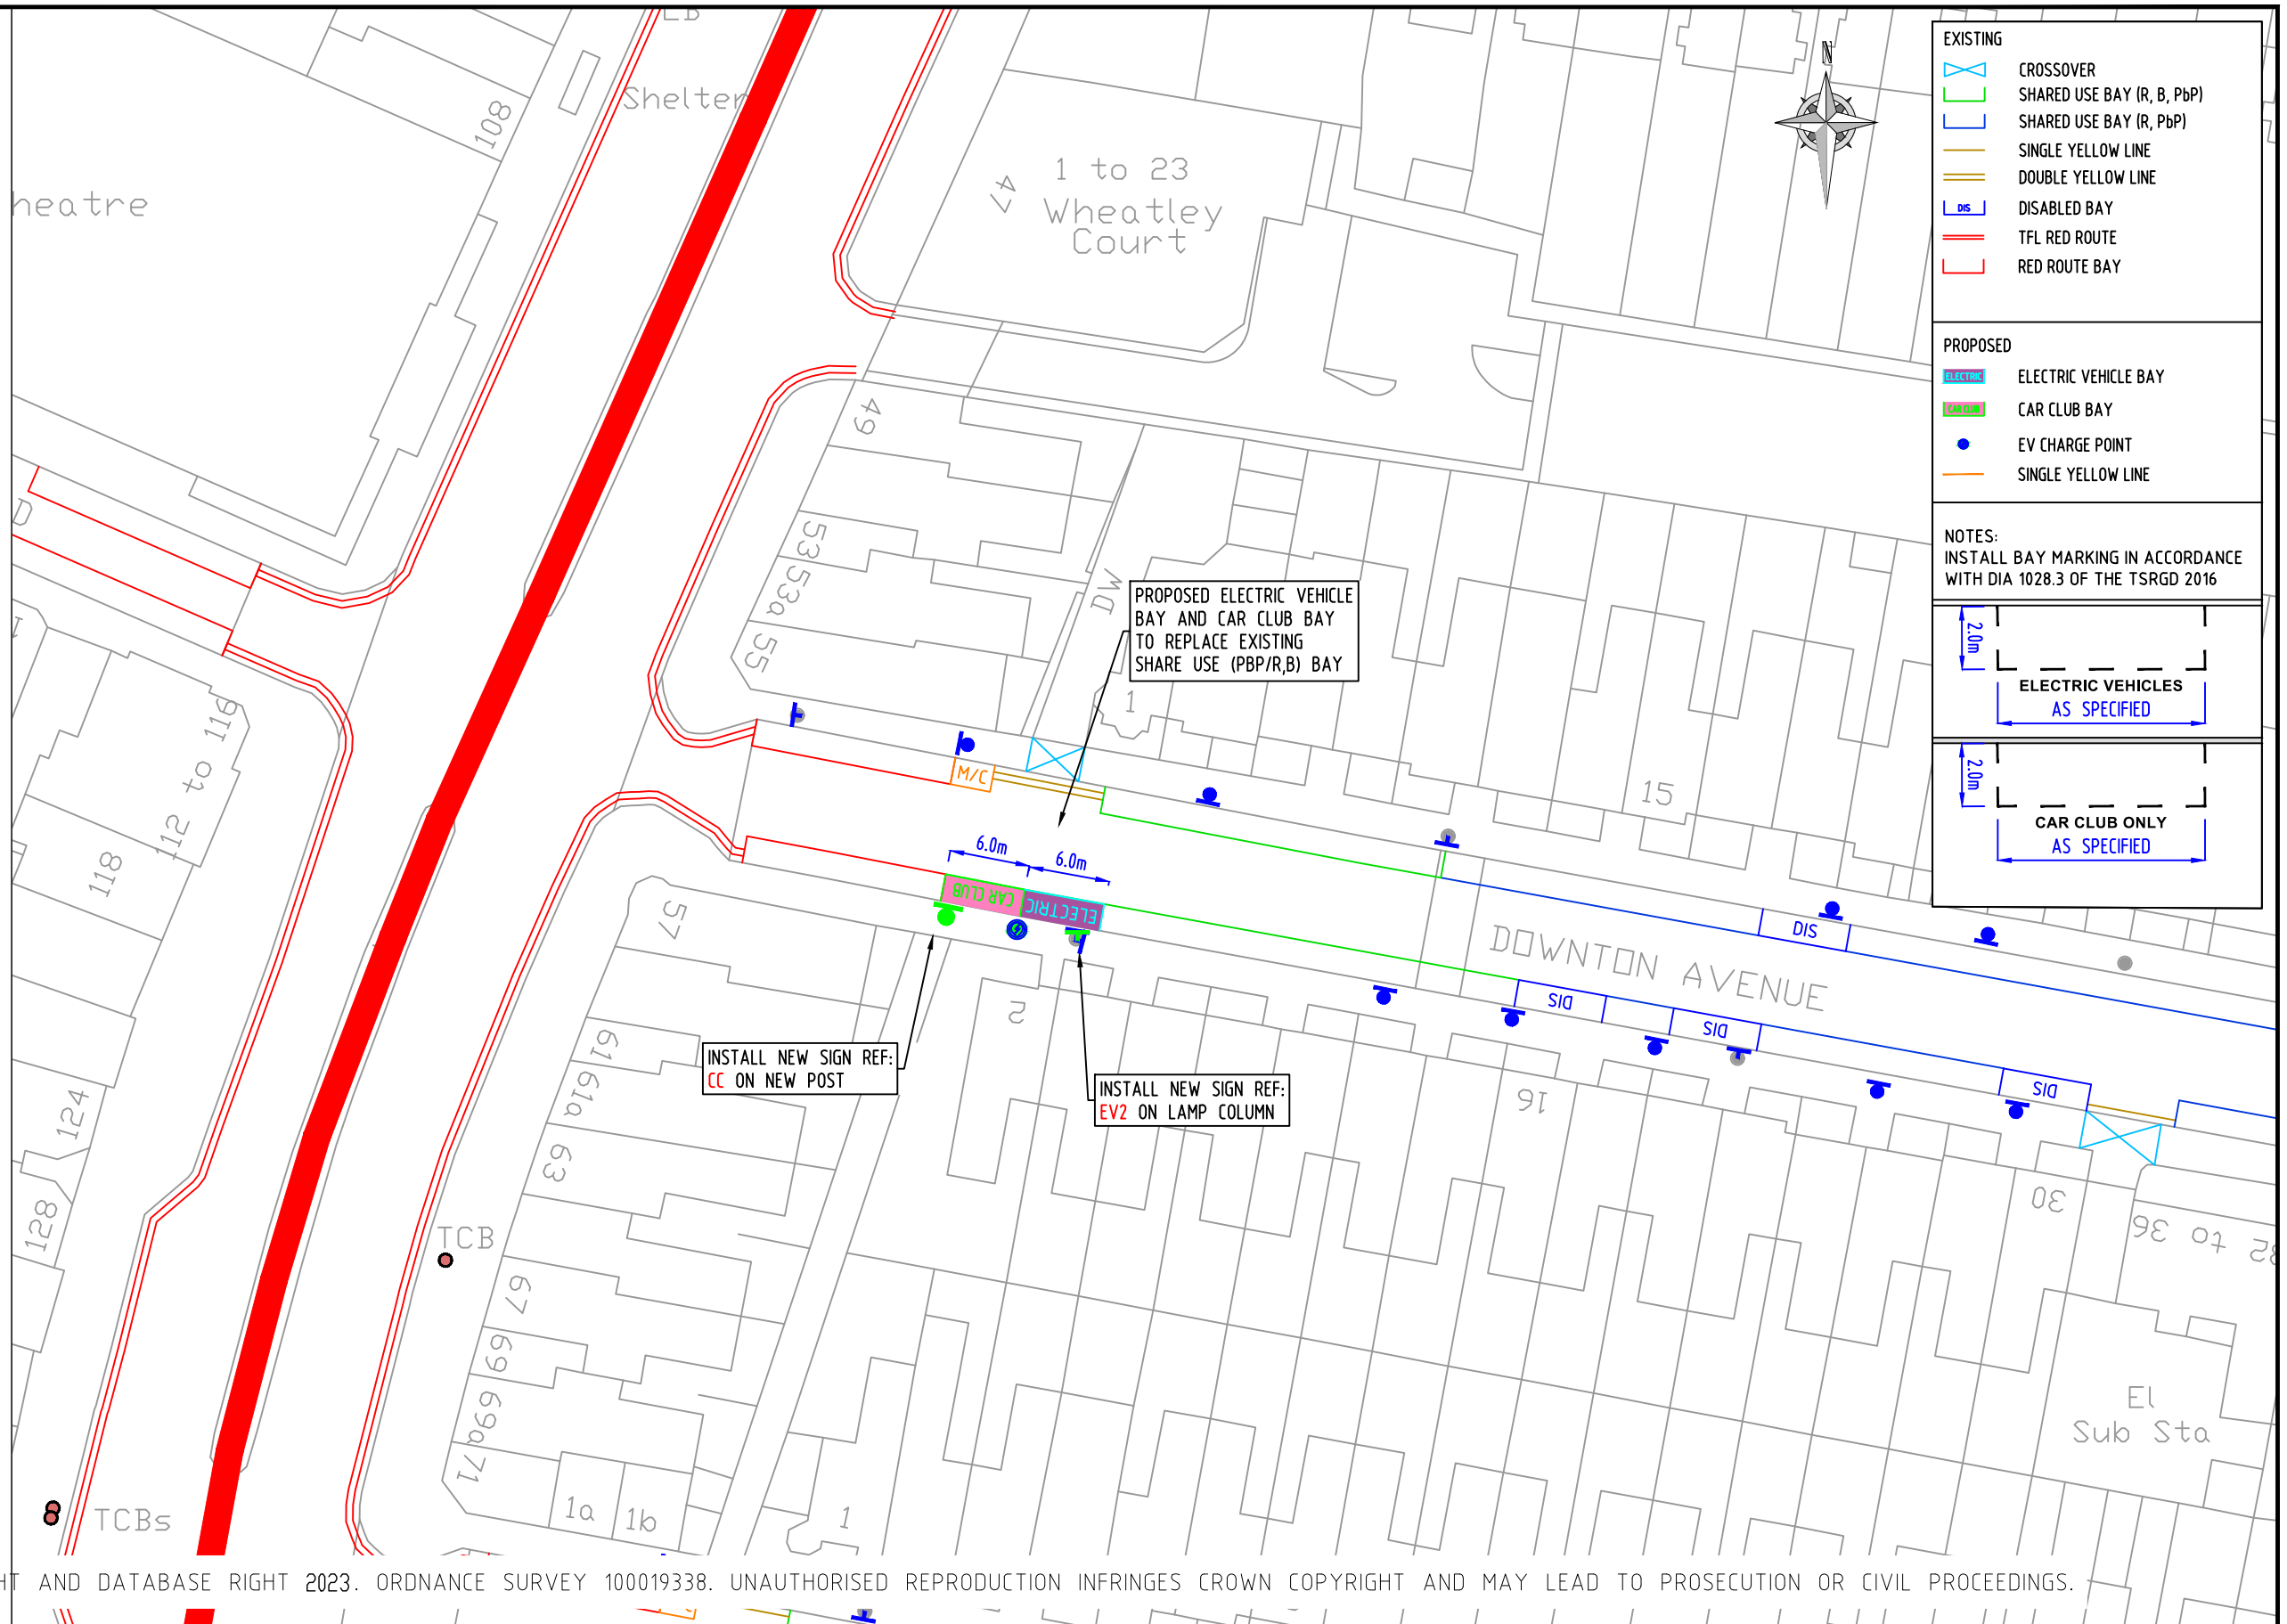 Shelter
108
heatre
1 to 23
Wheatley
Court
47
49
53
53a
55
DW
1
PROPOSED ELECTRIC VEHICLE
BAY AND CAR CLUB BAY
TO REPLACE EXISTING
SHARE USE (PBP/R,B) BAY
M/C
15
6.0m
6.0m
CAR CLUB
ELECTRIC
DIS
DOWNTON AVENUE
DIS
DIS
DIS
112 to 116
118
57
2
16
30
32 to 36
INSTALL NEW SIGN REF:
CC ON NEW POST
INSTALL NEW SIGN REF:
EV2 ON LAMP COLUMN
61
61a
63
124
128
TCB
67
69
69a
71
1a
1b
1
TCBs
El
Sub Sta
N
EXISTING
CROSSOVER
SHARED USE BAY (R, B, PbP)
SHARED USE BAY (R, PbP)
SINGLE YELLOW LINE
DOUBLE YELLOW LINE
DIS DISABLED BAY
TFL RED ROUTE
RED ROUTE BAY
PROPOSED
ELECTRIC ELECTRIC VEHICLE BAY
CAR CLUB CAR CLUB BAY
EV CHARGE POINT
SINGLE YELLOW LINE
NOTES:
INSTALL BAY MARKING IN ACCORDANCE
WITH DIA 1028.3 OF THE TSRGD 2016
2.0m
ELECTRIC VEHICLES
AS SPECIFIED
2.0m
CAR CLUB ONLY
AS SPECIFIED
HT AND DATABASE RIGHT 2023. ORDNANCE SURVEY 100019338. UNAUTHORISED REPRODUCTION INFRINGES CROWN COPYRIGHT AND MAY LEAD TO PROSECUTION OR CIVIL PROCEEDINGS.